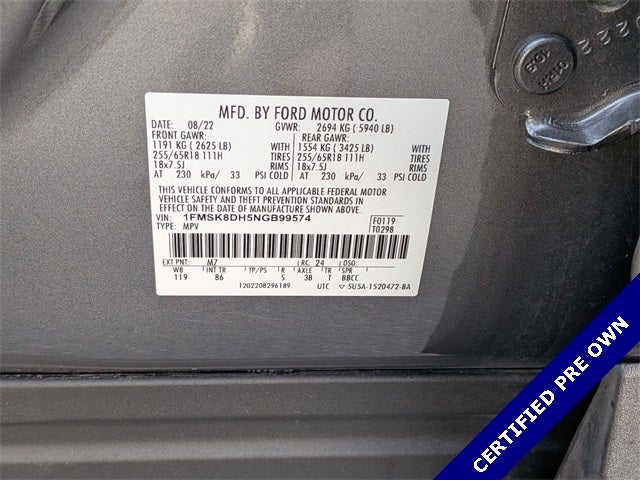 MFD. BY FORD MOTOR CO.
DATE: 08/22 GVWR: 2694 KG ( 5940 LB)
FRONT GAWR: REAR GAWR:
1191 KG ( 2625 LB) WITH 1554 KG ( 3425 LB) WITH
255/65R18 111H TIRES 255/65R18 111H TIRES
18x7.5J RIMS 18x7.5J RIMS
AT 230 kPa/ 33 PSI COLD AT 230 kPa/ 33 PSI COLD
THIS VEHICLE CONFORMS TO ALL APPLICABLE FEDERAL MOTOR
VEHICLE SAFETY AND THEFT PREVENTION STANDARDS IN
EFFECT ON THE DATE OF MANUFACTURE SHOWN ABOVE.
VIN: 1FMSK8DH5NGB99574 F0119
TYPE: MPV T0298
EXT PNT: M7 RC: 24 DSO:
WB INT TR TP/PS R AXLE TR SPR
119 86 S 3B T BBCC
1202208296189 UTC ▽ 5U5A-1520472-BA
222
CERTIFIED PRE OWN